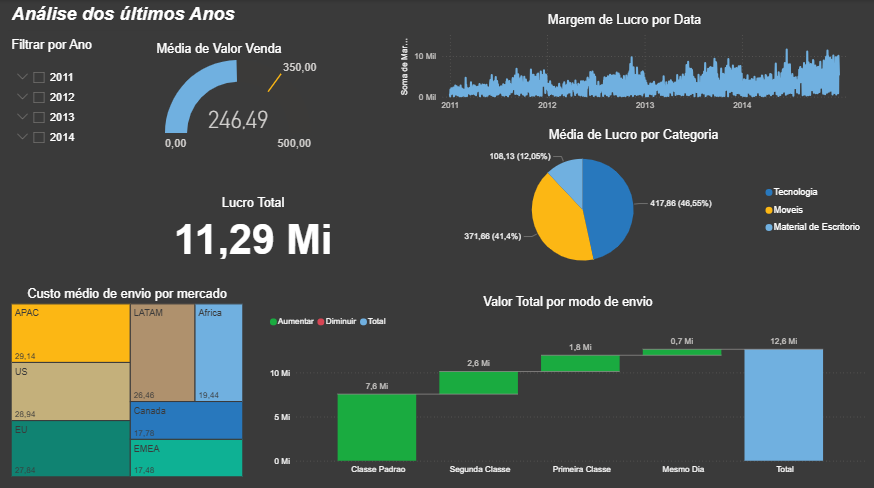 Análise dos últimos Anos
Filtrar por Ano
2011
2012
2013
2014
Média de Valor Venda
350,00
246,49
0,00
500,00
Margem de Lucro por Data
Soma de Mar...
10 Mil
0 Mil
2011
2012
2013
2014
Lucro Total
11,29 Mi
Média de Lucro por Categoria
108,13 (12,05%)
417,86 (46,55%)
371,66 (41,4%)
Tecnologia
Moveis
Material de Escritorio
Custo médio de envio por mercado
APAC
29,14
US
28,94
EU
27,64
LATAM
26,46
Africa
19,44
Canada
17,78
EMEA
17,48
Valor Total por modo de envio
Aumentar
Diminuir
Total
10 Mi
5 Mi
0 Mi
7,6 Mi
2,6 Mi
1,8 Mi
0,7 Mi
12,6 Mi
Classe Padrao
Segunda Classe
Primeira Classe
Mesmo Dia
Total